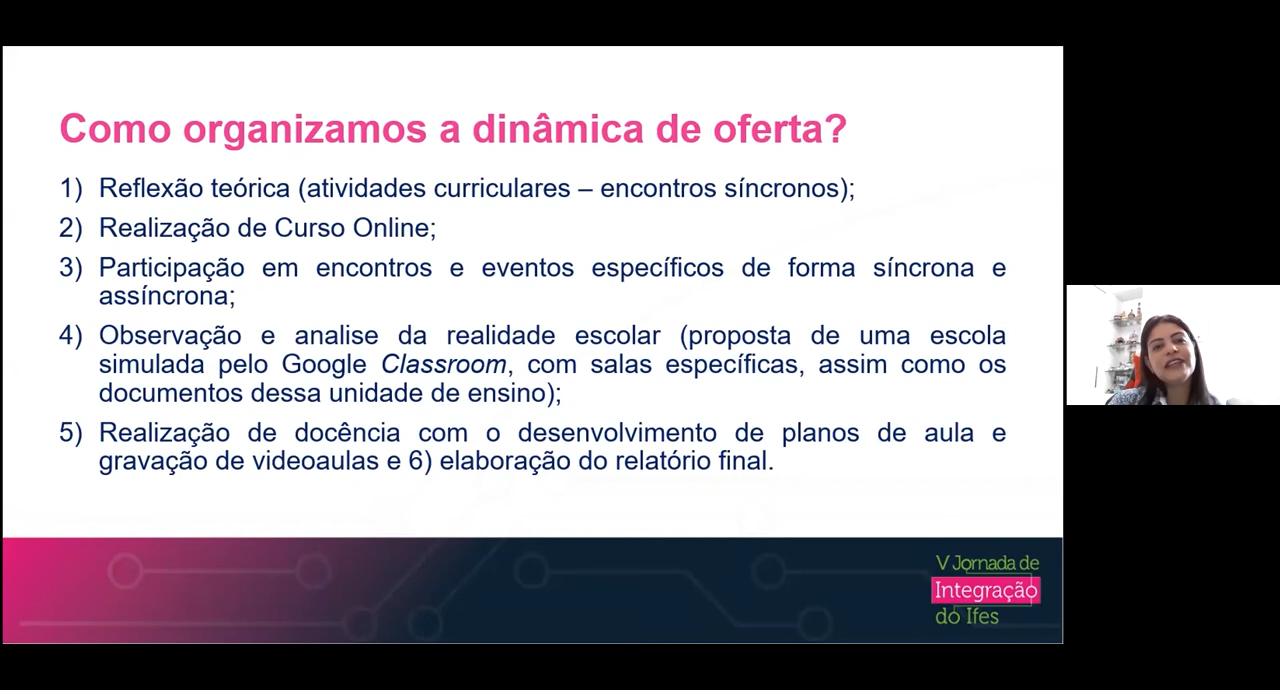 Como organizamos a dinâmica de oferta?
1) Reflexão teórica (atividades curriculares – encontros síncronos);
2) Realização de Curso Online;
3) Participação em encontros e eventos específicos de forma síncrona e
assíncrona;
4) Observação e analise da realidade escolar (proposta de uma escola
simulada pelo Google Classroom, com salas específicas, assim como os
documentos dessa unidade de ensino);
5) Realização de docência com o desenvolvimento de planos de aula e
gravação de videoaulas e 6) elaboração do relatório final.
V Jornada de
Integração
do Ifes